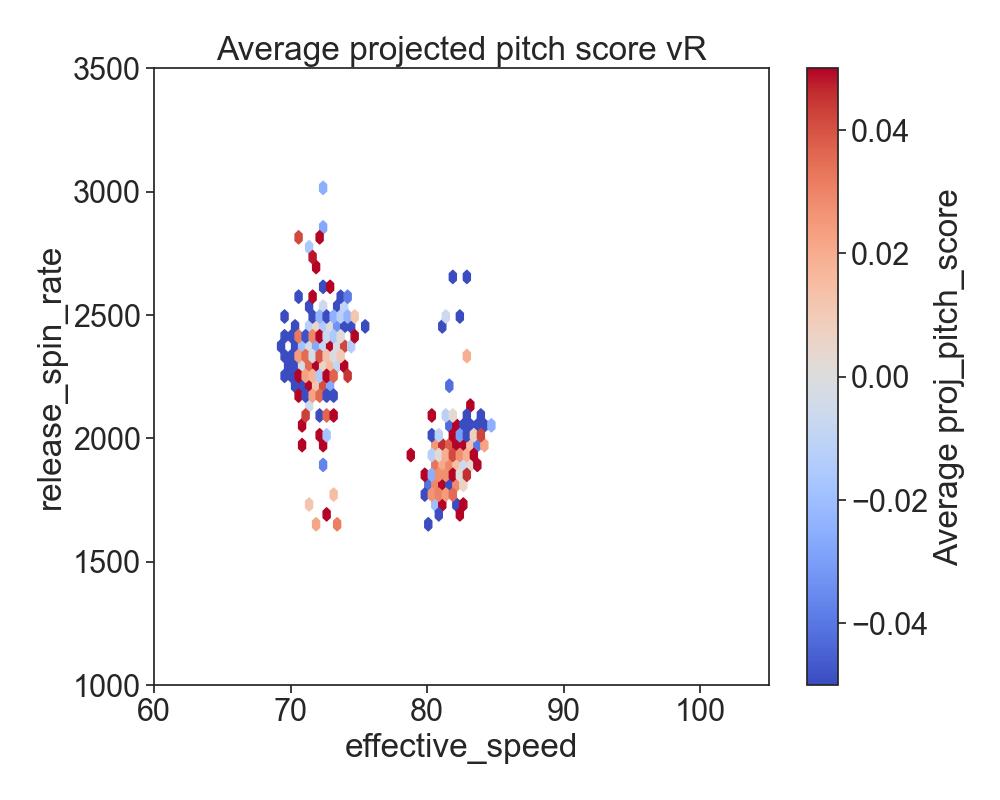 Average projected pitch score vR
3500
3000
2500
2000
1500
1000
release_spin_rate
60 70 80 90 100
effective_speed
0.04
0.02
0.00
−0.02
−0.04
Average proj_pitch_score